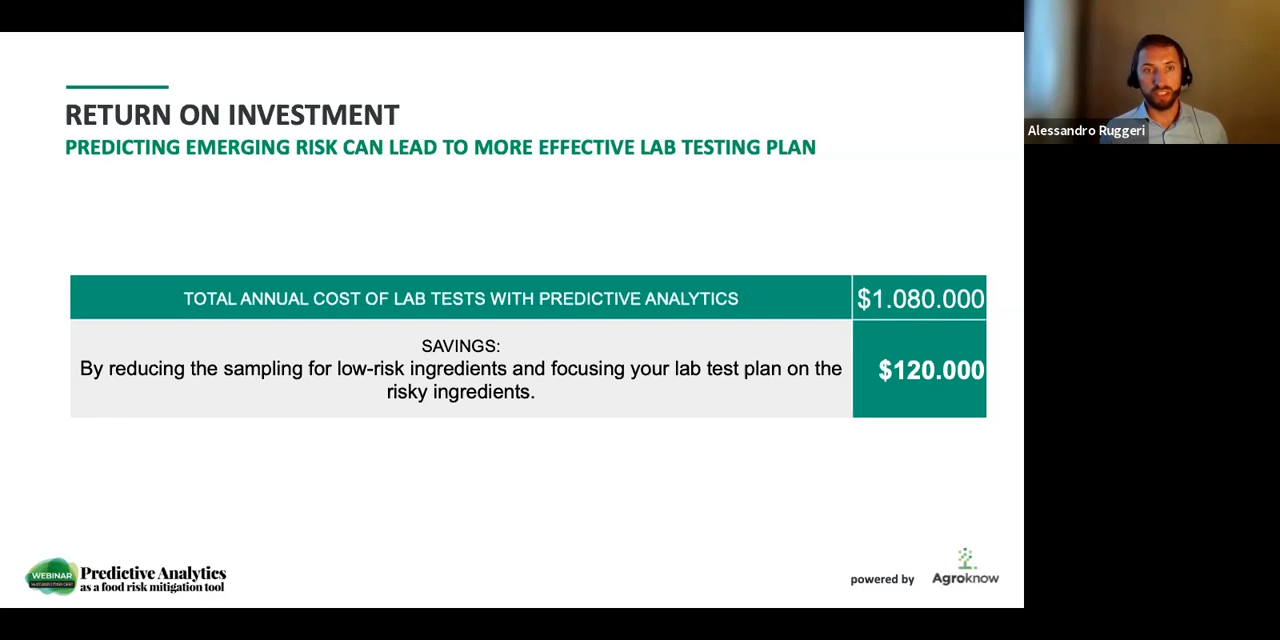 RETURN ON INVESTMENT
PREDICTING EMERGING RISK CAN LEAD TO MORE EFFECTIVE LAB TESTING PLAN
Alessandro Ruggeri
TOTAL ANNUAL COST OF LAB TESTS WITH PREDICTIVE ANALYTICS
$1.080.000
SAVINGS:
By reducing the sampling for low-risk ingredients and focusing your lab test plan on the
risky ingredients.
$120.000
WEBINAR
Predictive Analytics
as a food risk mitigation tool
powered by
Agroknow